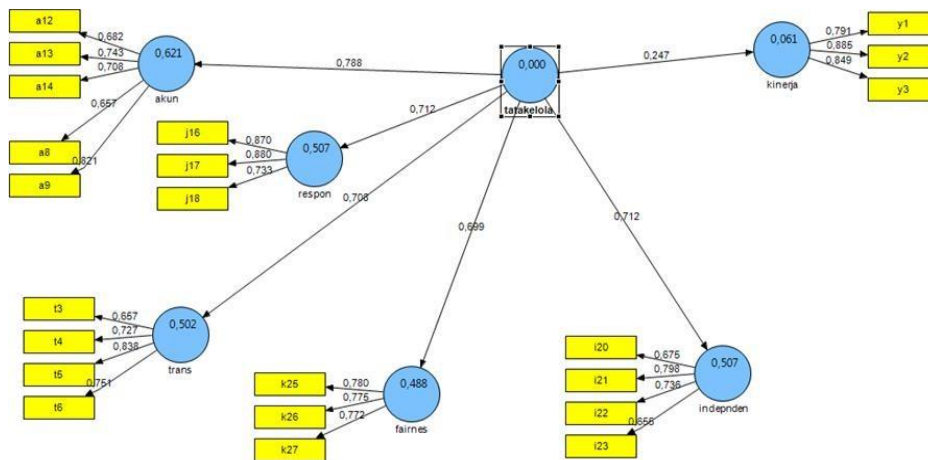 a12
0,682
a13
0,743
a14
0,708
0,657
a8
0,821
a9
0,621
akun
0,788
0,000
tatakelola
0,247
0,061
kinerja
0,791
y1
0,885
y2
0,849
y3
0,712
j16
0,870
j17
0,880
j18
0,733
0,507
respon
0,708
0,699
0,712
t3
0,657
t4
0,727
t5
0,838
t6
0,751
0,502
trans
k25
0,780
k26
0,775
k27
0,772
0,488
fairnes
i20
0,675
i21
0,798
i22
0,736
i23
0,507
indepnden